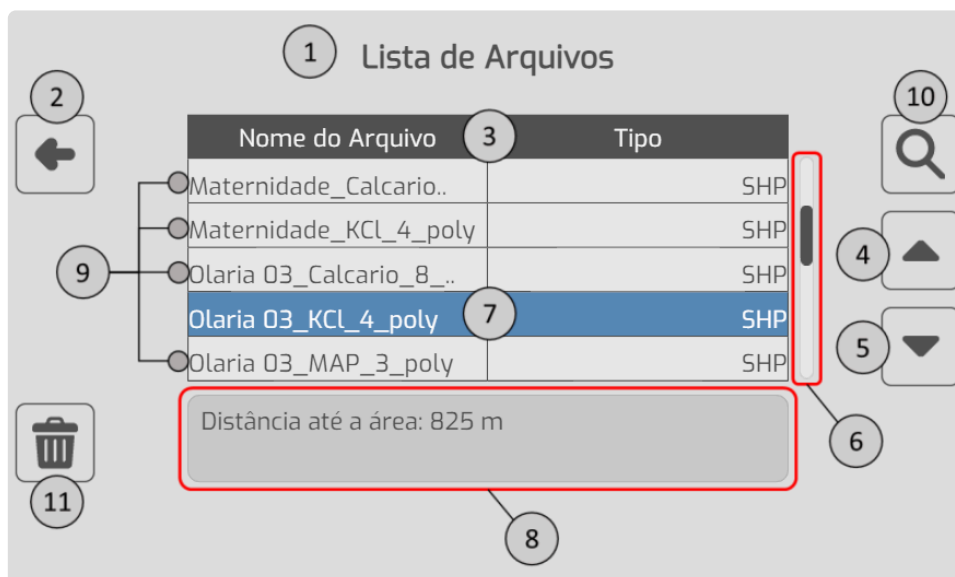 1 Lista de Arquivos
2
10
Nome do Arquivo 3 Tipo
Maternidade_Calcario.. SHP
Maternidade_KCl_4_poly SHP
4
9
Olaria 03_Calcario_8_.. SHP
Olaria 03_KCl_4_poly 7 SHP
5
Olaria 03_MAP_3_poly SHP
Distância até a área: 825 m
6
11
8